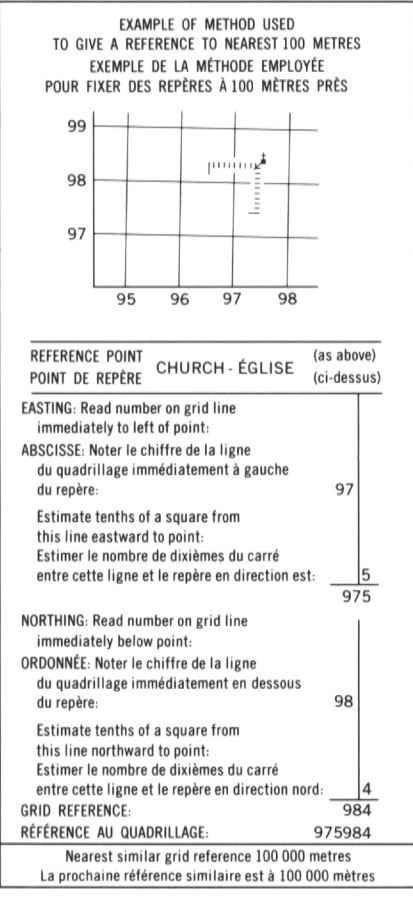 EXAMPLE OF METHOD USED
TO GIVE A REFERENCE TO NEAREST 100 METRES
EXEMPLE DE LA MÉTHODE EMPLOYÉE
POUR FIXER DES REPÈRES À 100 MÈTRES PRÈS
99
98
97
95 96 97 98
REFERENCE POINT
POINT DE REPÈRE
CHURCH - ÉGLISE
(as above)
(ci-dessus)
EASTING: Read number on grid line
immediately to left of point:
ABSCISSE: Noter le chiffre de la ligne
du quadrillage immédiatement à gauche
du repère: 97
Estimate tenths of a square from
this line eastward to point:
Estimer le nombre de dixièmes du carré
entre cette ligne et le repère en direction est: 5
975
NORTHING: Read number on grid line
immediately below point:
ORDONNÉE: Noter le chiffre de la ligne
du quadrillage immédiatement en dessous
du repère: 98
Estimate tenths of a square from
this line northward to point:
Estimer le nombre de dixièmes du carré
entre cette ligne et le repère en direction nord: 4
GRID REFERENCE: 984
RÉFÉRENCE AU QUADRILLAGE: 975984
Nearest similar grid reference 100 000 metres
La prochaine référence similaire est à 100 000 mètres